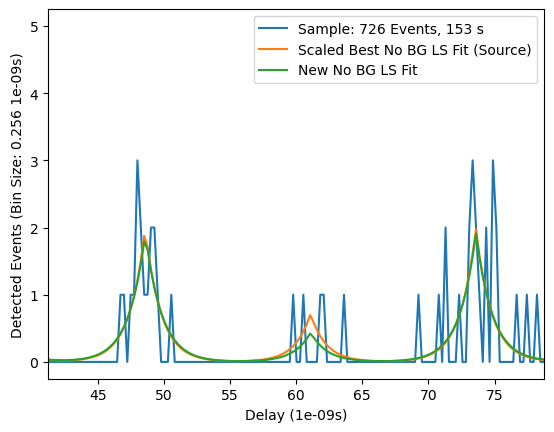 Sample: 726 Events, 153 s
Scaled Best No BG LS Fit (Source)
New No BG LS Fit
Detected Events (Bin Size: 0.256 1e-09s)
5
4
3
2
1
0
45 50 55 60 65 70 75
Delay (1e-09s)